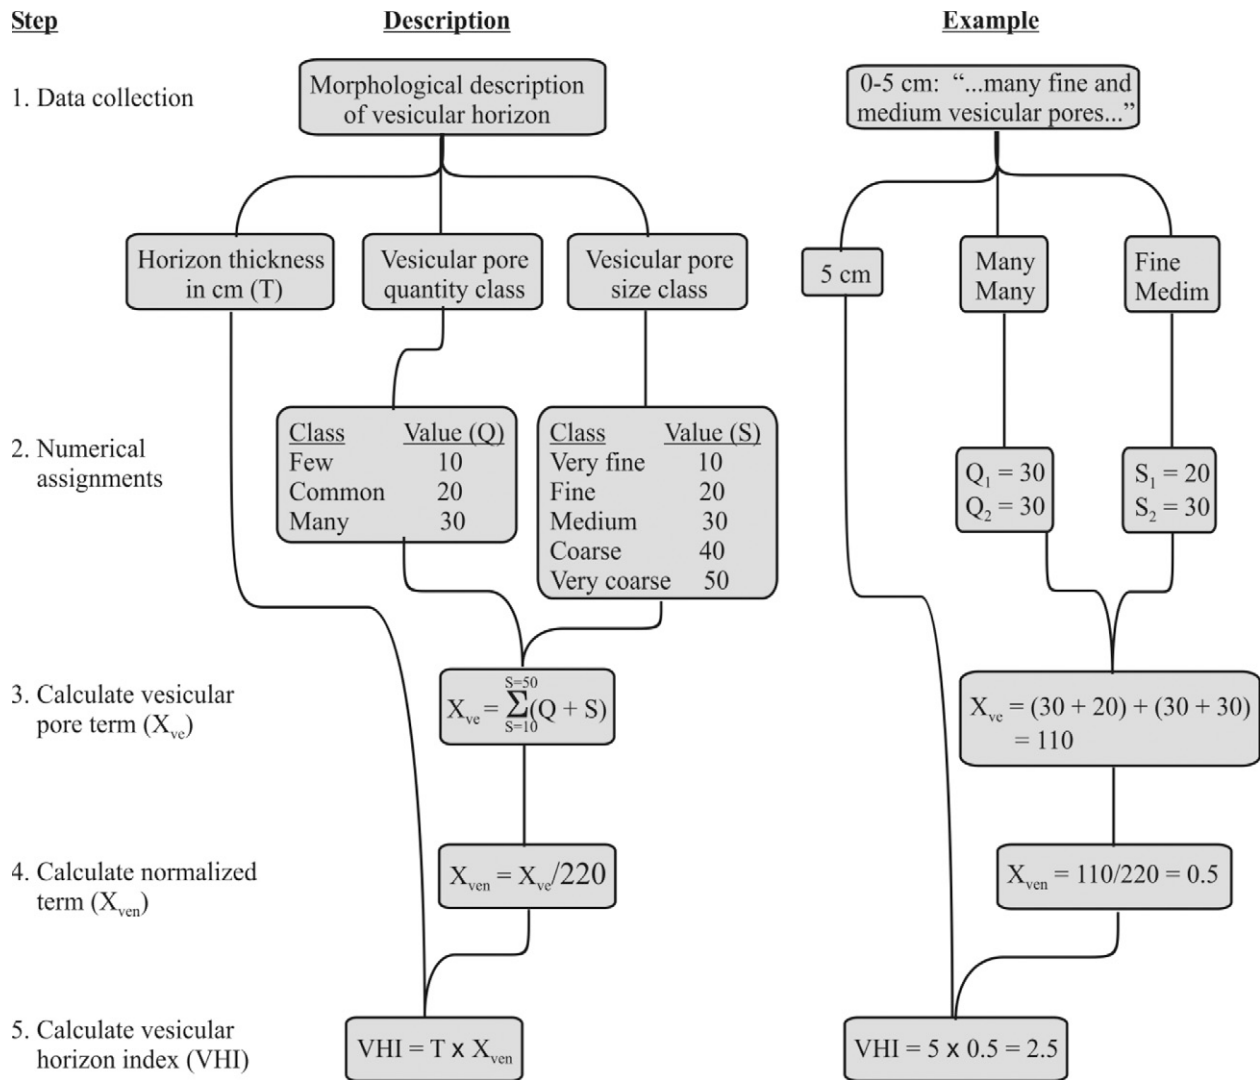 Step
Description
Example
1. Data collection
Morphological description
of vesicular horizon
0-5 cm: “...many fine and
medium vesicular pores...”
Horizon thickness
in cm (T)
Vesicular pore
quantity class
Vesicular pore
size class
5 cm
Many
Many
Fine
Medim
2. Numerical
assignments
Class Value (Q)
Few 10
Common 20
Many 30
Class Value (S)
Very fine 10
Fine 20
Medium 30
Coarse 40
Very coarse 50
Q₁ = 30
Q₂ = 30
S₁ = 20
S₂ = 30
3. Calculate vesicular
pore term (Xve)
S=50
Xve = Σ(Q + S)
S=10
Xve = (30 + 20) + (30 + 30)
= 110
4. Calculate normalized
term (Xven)
Xven = Xve/220
Xven = 110/220 = 0.5
5. Calculate vesicular
horizon index (VHI)
VHI = T x Xven
VHI = 5 x 0.5 = 2.5